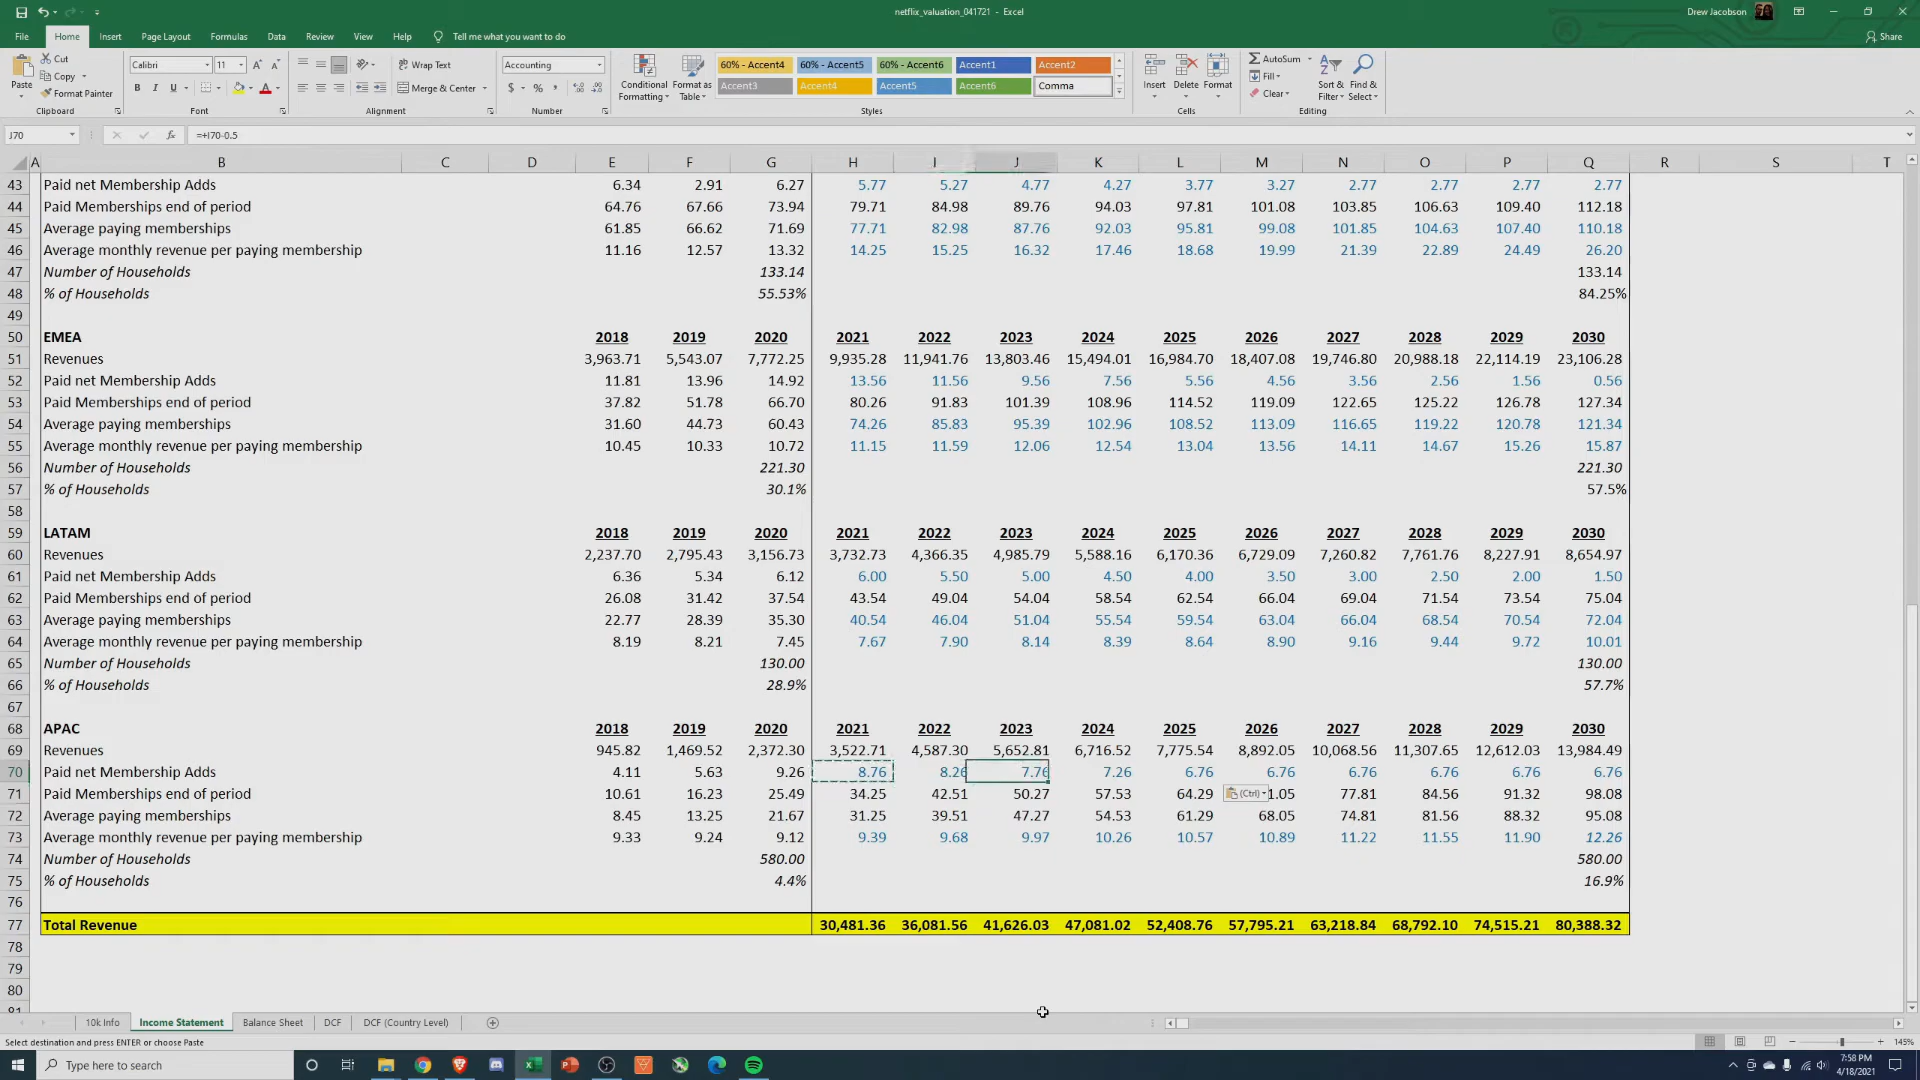 netflix_valuation_041721 - Excel
Drew Jacobson
File Home Insert Page Layout Formulas Data Review View Help Tell me what you want to do
Share
Paste
Cut
Copy
Format Painter
Clipboard
Calibri 11
B I U
Font
Wrap Text
Merge & Center
Alignment
Accounting
Number
Conditional Formatting
Format as Table
60% - Accent4 60% - Accent5 60% - Accent6 Accent1 Accent2
Accent3 Accent4 Accent5 Accent6 Comma
Styles
Insert Delete Format
Cells
AutoSum
Fill
Clear
Sort & Filter
Find & Select
Editing
J70 =+I70-0.5
A B C D E F G H I J K L M N O P Q R S T
43 Paid net Membership Adds 6.34 2.91 6.27 5.77 5.27 4.77 4.27 3.77 3.27 2.77 2.77 2.77 2.77
44 Paid Memberships end of period 64.76 67.66 73.94 79.71 84.98 89.76 94.03 97.81 101.08 103.85 106.63 109.40 112.18
45 Average paying memberships 61.85 66.62 71.69 77.71 82.98 87.76 92.03 95.81 99.08 101.85 104.63 107.40 110.18
46 Average monthly revenue per paying membership 11.16 12.57 13.32 14.25 15.25 16.32 17.46 18.68 19.99 21.39 22.89 24.49 26.20
47 Number of Households 133.14 133.14
48 % of Households 55.53% 84.25%
49
50 EMEA 2018 2019 2020 2021 2022 2023 2024 2025 2026 2027 2028 2029 2030
51 Revenues 3,963.71 5,543.07 7,772.25 9,935.28 11,941.76 13,803.46 15,494.01 16,984.70 18,407.08 19,746.80 20,988.18 22,114.19 23,106.28
52 Paid net Membership Adds 11.81 13.96 14.92 13.56 11.56 9.56 7.56 5.56 4.56 3.56 2.56 1.56 0.56
53 Paid Memberships end of period 37.82 51.78 66.70 80.26 91.83 101.39 108.96 114.52 119.09 122.65 125.22 126.78 127.34
54 Average paying memberships 31.60 44.73 60.43 74.26 85.83 95.39 102.96 108.52 113.09 116.65 119.22 120.78 121.34
55 Average monthly revenue per paying membership 10.45 10.33 10.72 11.15 11.59 12.06 12.54 13.04 13.56 14.11 14.67 15.26 15.87
56 Number of Households 221.30 221.30
57 % of Households 30.1% 57.5%
58
59 LATAM 2018 2019 2020 2021 2022 2023 2024 2025 2026 2027 2028 2029 2030
60 Revenues 2,237.70 2,795.43 3,156.73 3,732.73 4,366.35 4,985.79 5,588.16 6,170.36 6,729.09 7,260.82 7,761.76 8,227.91 8,654.97
61 Paid net Membership Adds 6.36 5.34 6.12 6.00 5.50 5.00 4.50 4.00 3.50 3.00 2.50 2.00 1.50
62 Paid Memberships end of period 26.08 31.42 37.54 43.54 49.04 54.04 58.54 62.54 66.04 69.04 71.54 73.54 75.04
63 Average paying memberships 22.77 28.39 35.30 40.54 46.04 51.04 55.54 59.54 63.04 66.04 68.54 70.54 72.04
64 Average monthly revenue per paying membership 8.19 8.21 7.45 7.67 7.90 8.14 8.39 8.64 8.90 9.16 9.44 9.72 10.01
65 Number of Households 130.00 130.00
66 % of Households 28.9% 57.7%
67
68 APAC 2018 2019 2020 2021 2022 2023 2024 2025 2026 2027 2028 2029 2030
69 Revenues 945.82 1,469.52 2,372.30 3,522.71 4,587.30 5,652.81 6,716.52 7,775.54 8,892.05 10,068.56 11,307.65 12,612.03 13,984.49
70 Paid net Membership Adds 4.11 5.63 9.26 8.76 8.26 7.76 7.26 6.76 6.76 6.76 6.76 6.76 6.76
71 Paid Memberships end of period 10.61 16.23 25.49 34.25 42.51 50.27 57.53 64.29 (Ctrl) 1.05 77.81 84.56 91.32 98.08
72 Average paying memberships 8.45 13.25 21.67 31.25 39.51 47.27 54.53 61.29 68.05 74.81 81.56 88.32 95.08
73 Average monthly revenue per paying membership 9.33 9.24 9.12 9.39 9.68 9.97 10.26 10.57 10.89 11.22 11.55 11.90 12.26
74 Number of Households 580.00 580.00
75 % of Households 4.4% 16.9%
76
77 Total Revenue 30,481.36 36,081.56 41,626.03 47,081.02 52,408.76 57,795.21 63,218.84 68,792.10 74,515.21 80,388.32
78
79
80
81
10k Info Income Statement Balance Sheet DCF DCF (Country Level)
Select destination and press ENTER or choose Paste
145%
Type here to search
7:58 PM
4/18/2021